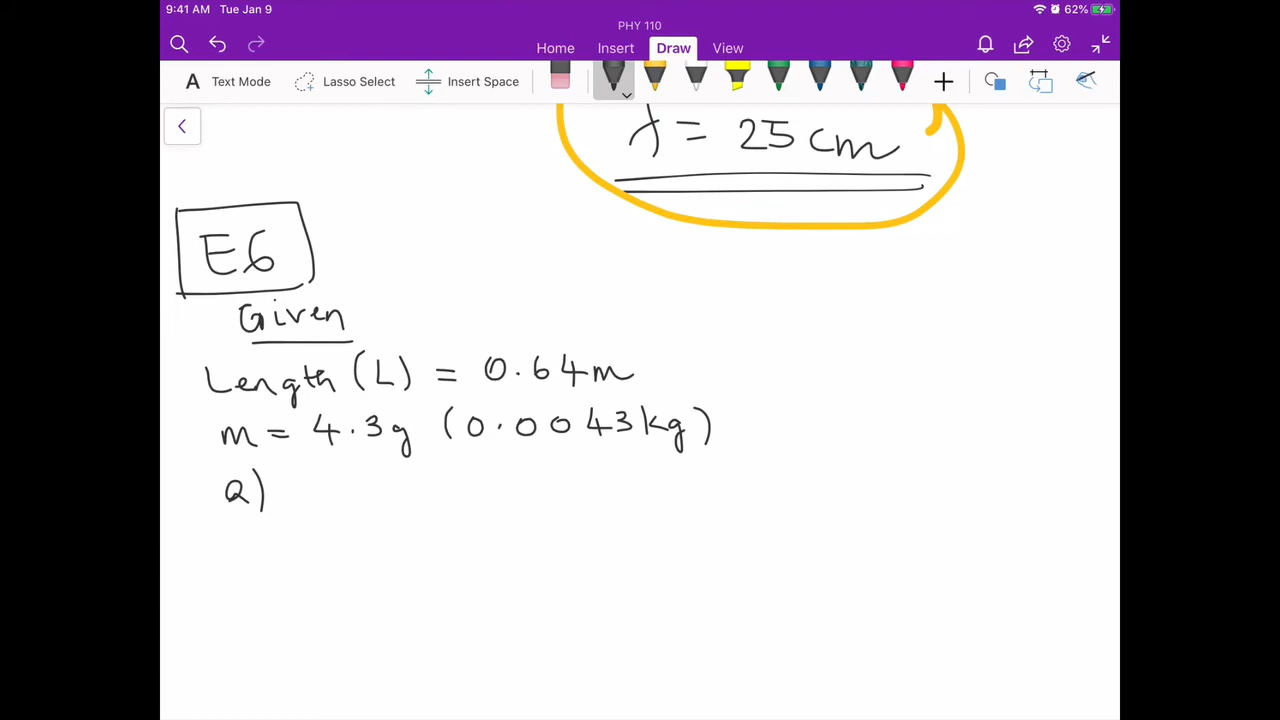 9:41 AM Tue Jan 9
62%
PHY 110
Home Insert Draw View
A Text Mode Lasso Select Insert Space
λ = 25 cm
E6
Given
Length (L) = 0.64m
m = 4.3g (0.0043kg)
a)